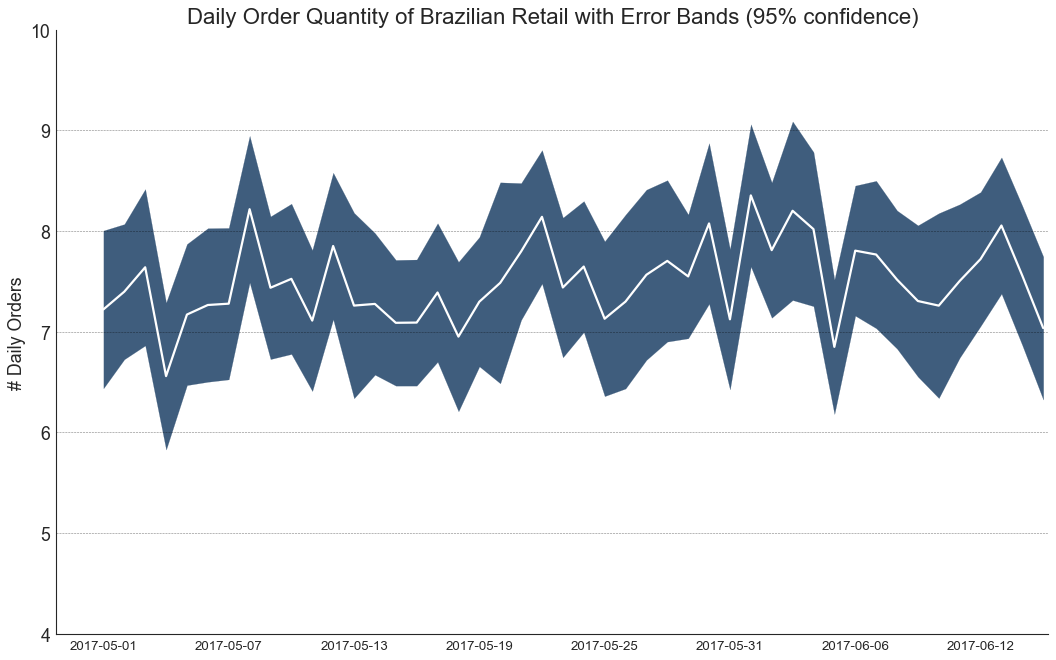 Daily Order Quantity of Brazilian Retail with Error Bands (95% confidence)
10
9
8
7
6
5
4
# Daily Orders
2017-05-01 2017-05-07 2017-05-13 2017-05-19 2017-05-25 2017-05-31 2017-06-06 2017-06-12